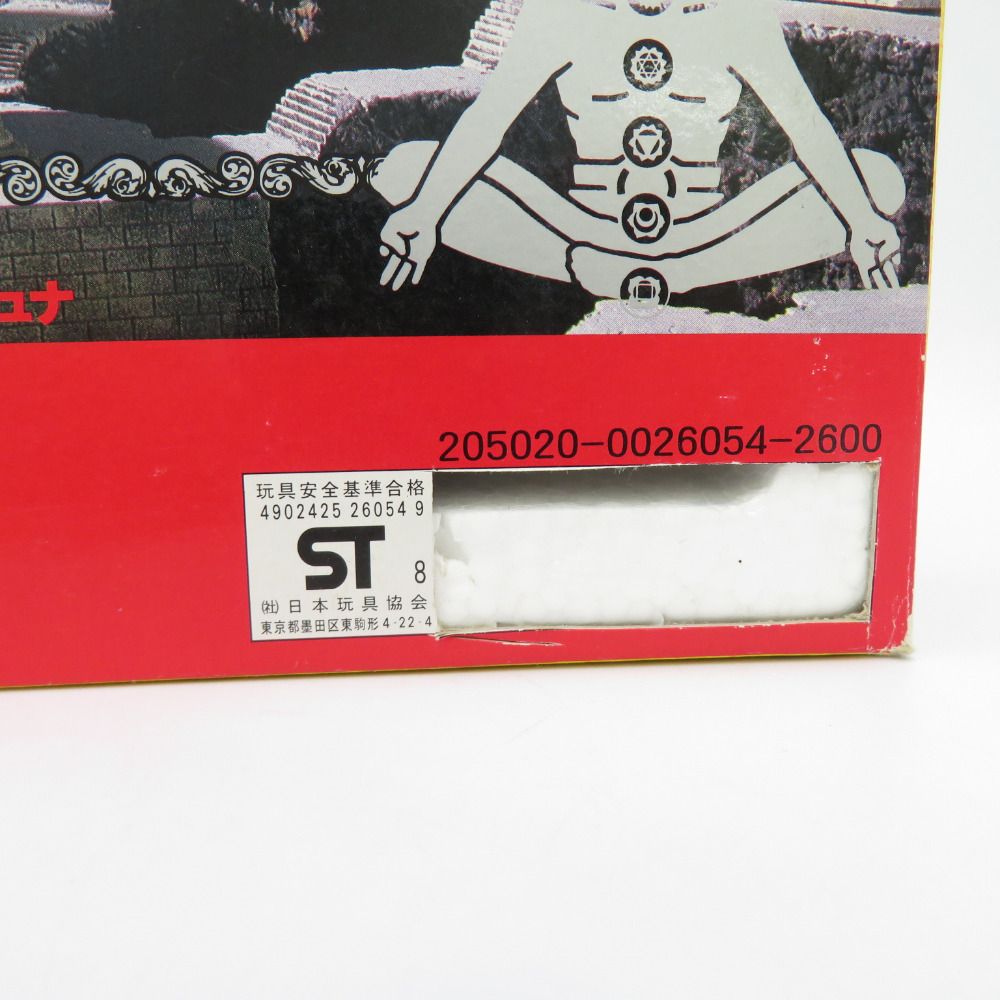 ュナ
205020-0026054-2600
玩具安全基準合格
4902425 26054 9
ST 8
㈳日本玩具協会
東京都墨田区東駒形4-22-4